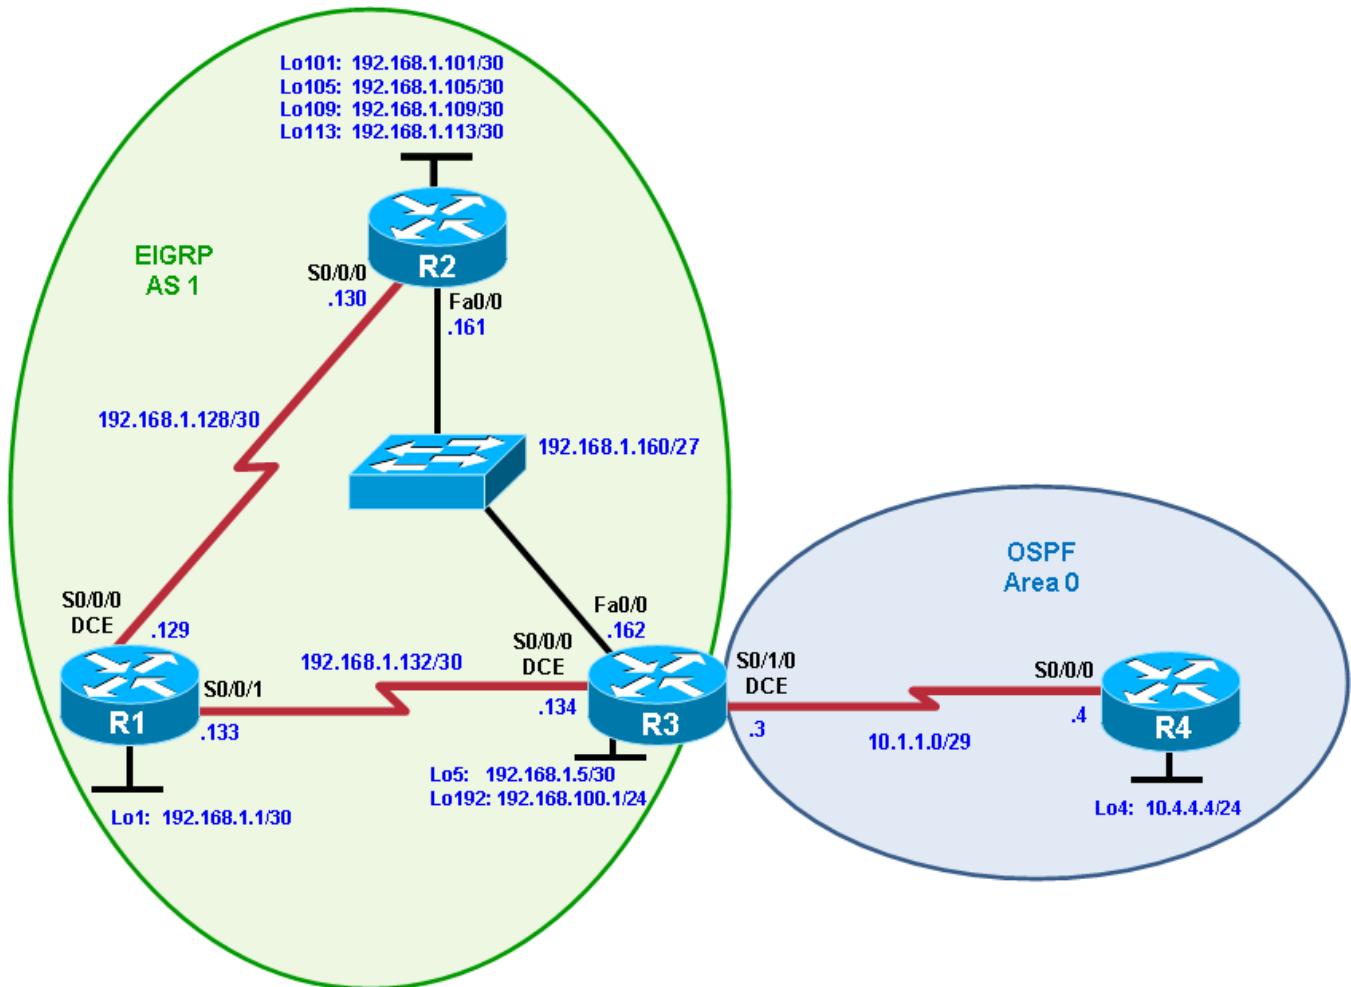 Lo101: 192.168.1.101/30
Lo105: 192.168.1.105/30
Lo109: 192.168.1.109/30
Lo113: 192.168.1.113/30
EIGRP
AS 1
R2
S0/0/0
.130
Fa0/0
.161
192.168.1.128/30
192.168.1.160/27
OSPF
Area 0
S0/0/0
DCE
.129
Fa0/0
.162
192.168.1.132/30
S0/0/0
DCE
.134
S0/0/1
.133
R1
R3
S0/1/0
DCE
.3
S0/0/0
.4
R4
10.1.1.0/29
Lo5: 192.168.1.5/30
Lo192: 192.168.100.1/24
Lo1: 192.168.1.1/30
Lo4: 10.4.4.4/24